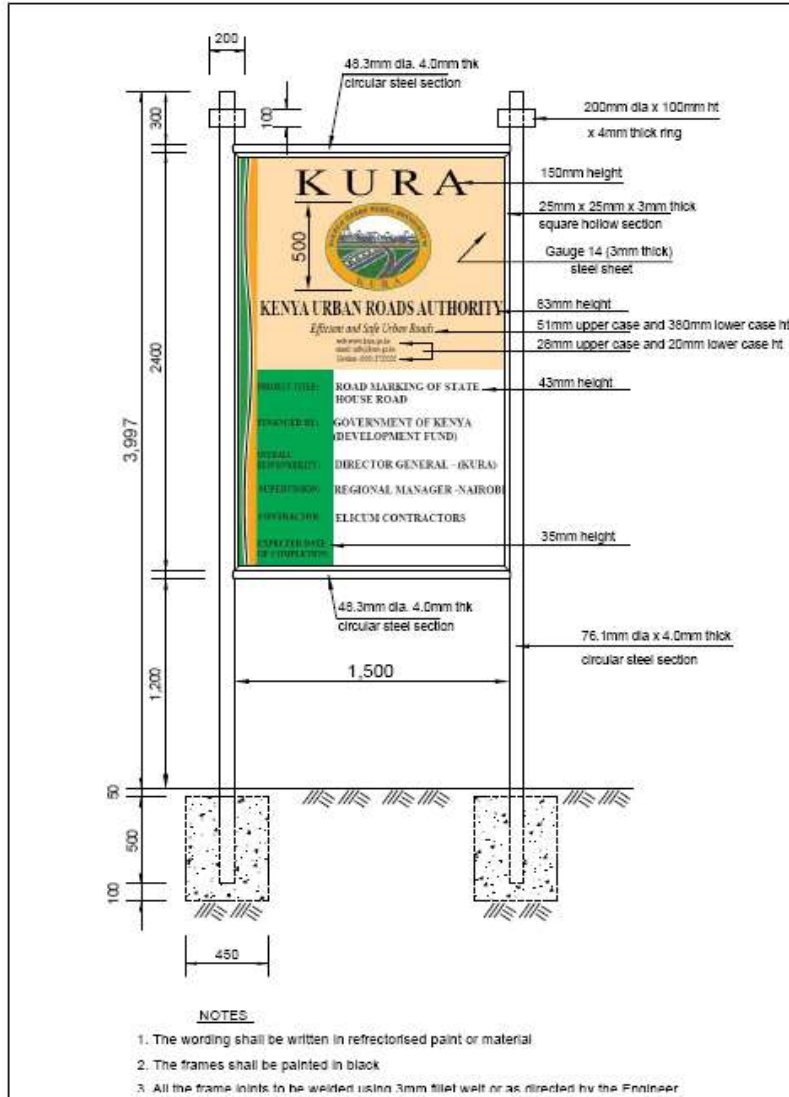 200
48.3mm dia. 4.0mm thk
circular steel section
300
100
200mm dia x 100mm ht
x 4mm thick ring
KURA
150mm height
25mm x 25mm x 3mm thick
square hollow section
500
KURA
Gauge 14 (3mm thick)
steel sheet
KENYA URBAN ROADS AUTHORITY
63mm height
Efficient and Safe Urban Roads
51mm upper case and 380mm lower case ht
28mm upper case and 20mm lower case ht
2400
3,997
PROJECT TITLE: ROAD MARKING OF STATE
HOUSE ROAD
43mm height
FINANCED BY: GOVERNMENT OF KENYA
(DEVELOPMENT FUND)
OVERALL
RESPONSIBILITY: DIRECTOR GENERAL - (KURA)
SUPERVISION: REGIONAL MANAGER -NAIROBI
CONTRACTOR: ELICUM CONTRACTORS
EXPECTED DATE
OF COMPLETION
35mm height
48.3mm dia. 4.0mm thk
circular steel section
76.1mm dia x 4.0mm thick
circular steel section
1,500
1,200
50
500
100
450
NOTES
1. The wording shall be written in refrectorised paint or material
2. The frames shall be painted in black
3. All the frame joints to be welded using 3mm fillet welt or as directed by the Engineer